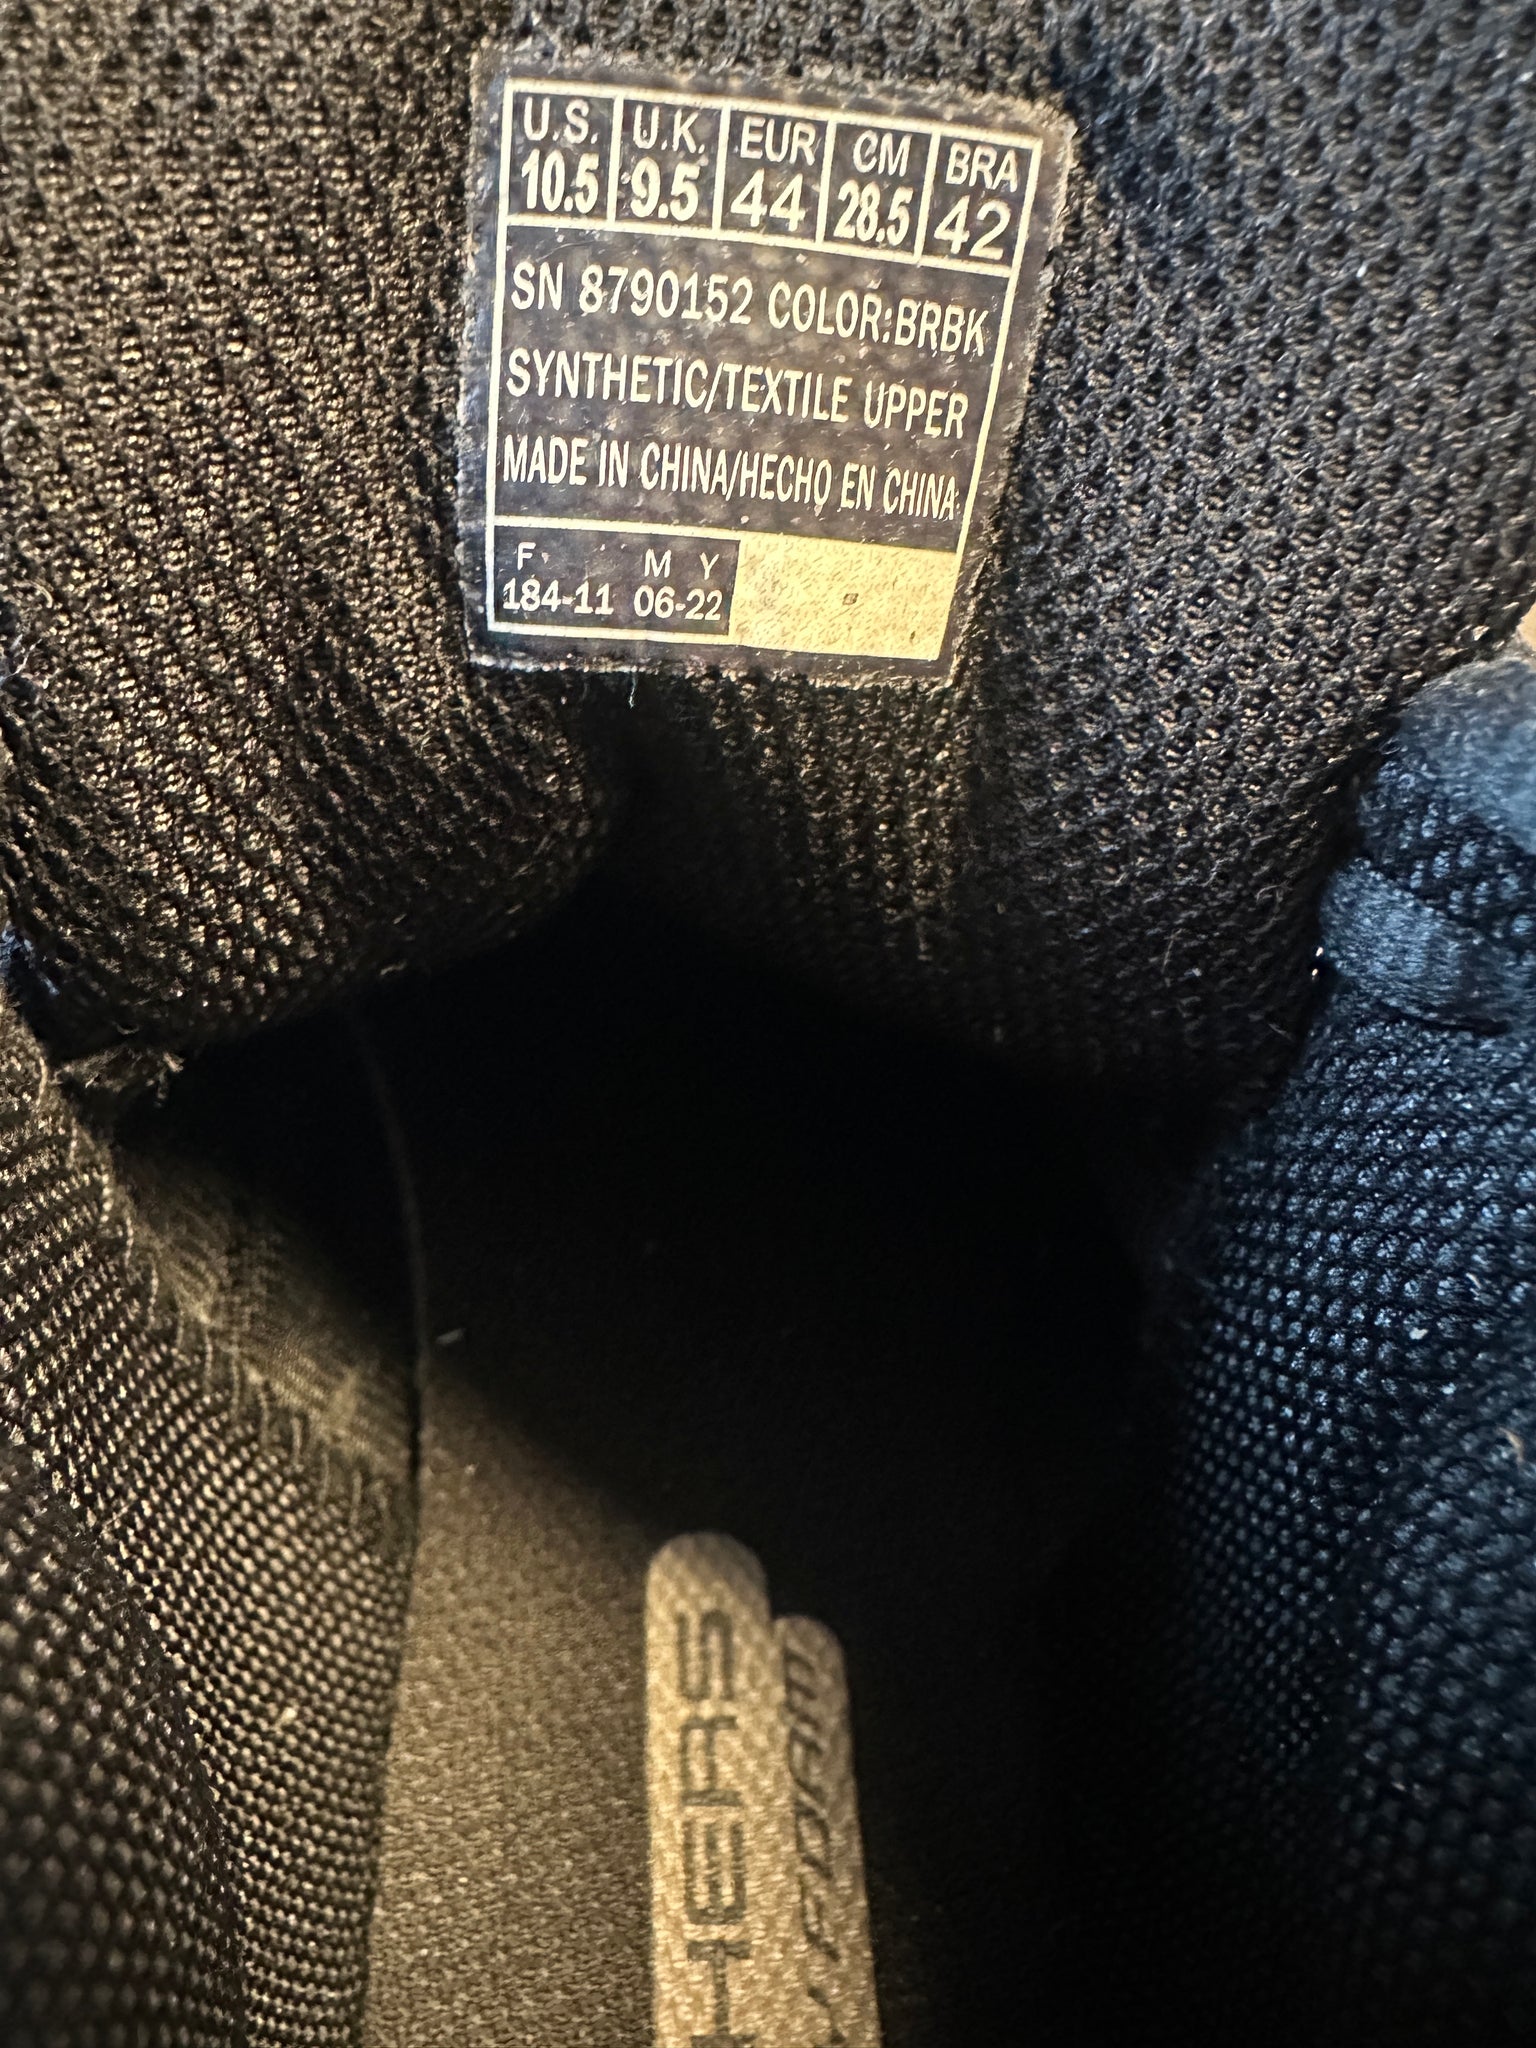 U.S. U.K. EUR CM BRA
10.5 9.5 44 28.5 42
SN 8790152 COLOR:BRBK
SYNTHETIC/TEXTILE UPPER
MADE IN CHINA/HECHO EN CHINA
F M Y
184-11 06-22